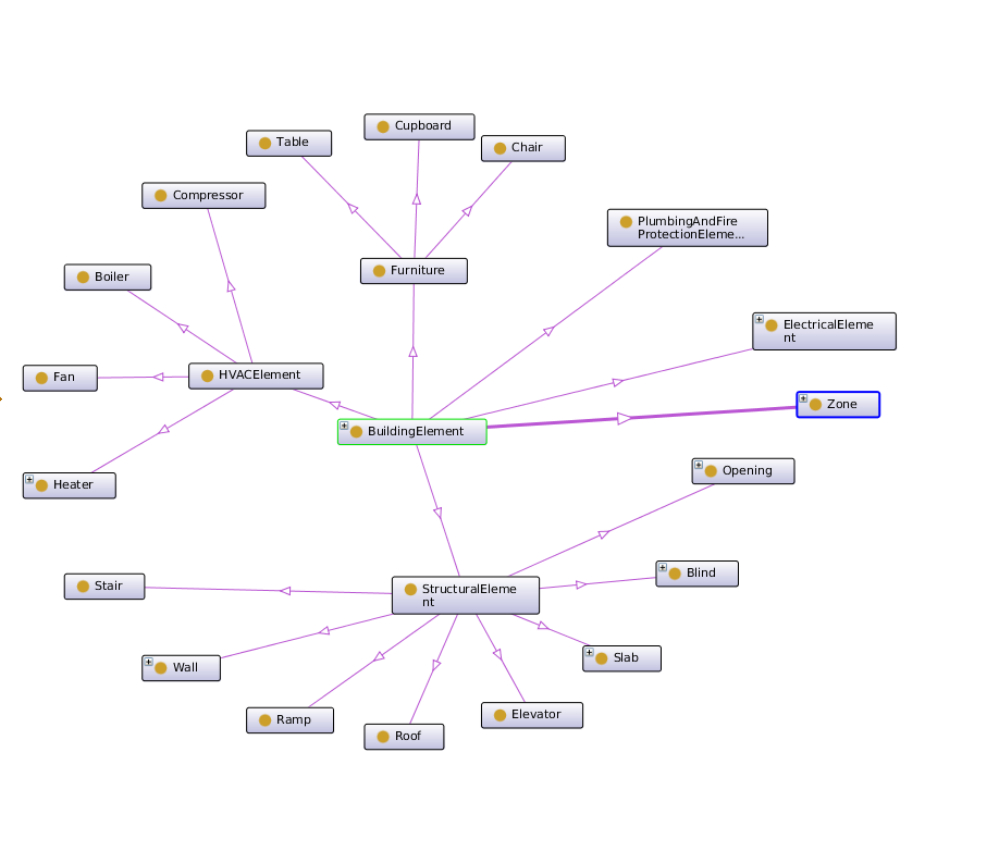 Cupboard
Table
Chair
Compressor
PlumbingAndFire
ProtectionEleme...
Furniture
Boiler
ElectricalEleme
nt
HVACElement
Fan
Zone
BuildingElement
Opening
Heater
Blind
Stair
StructuralEleme
nt
Slab
Wall
Elevator
Ramp
Roof